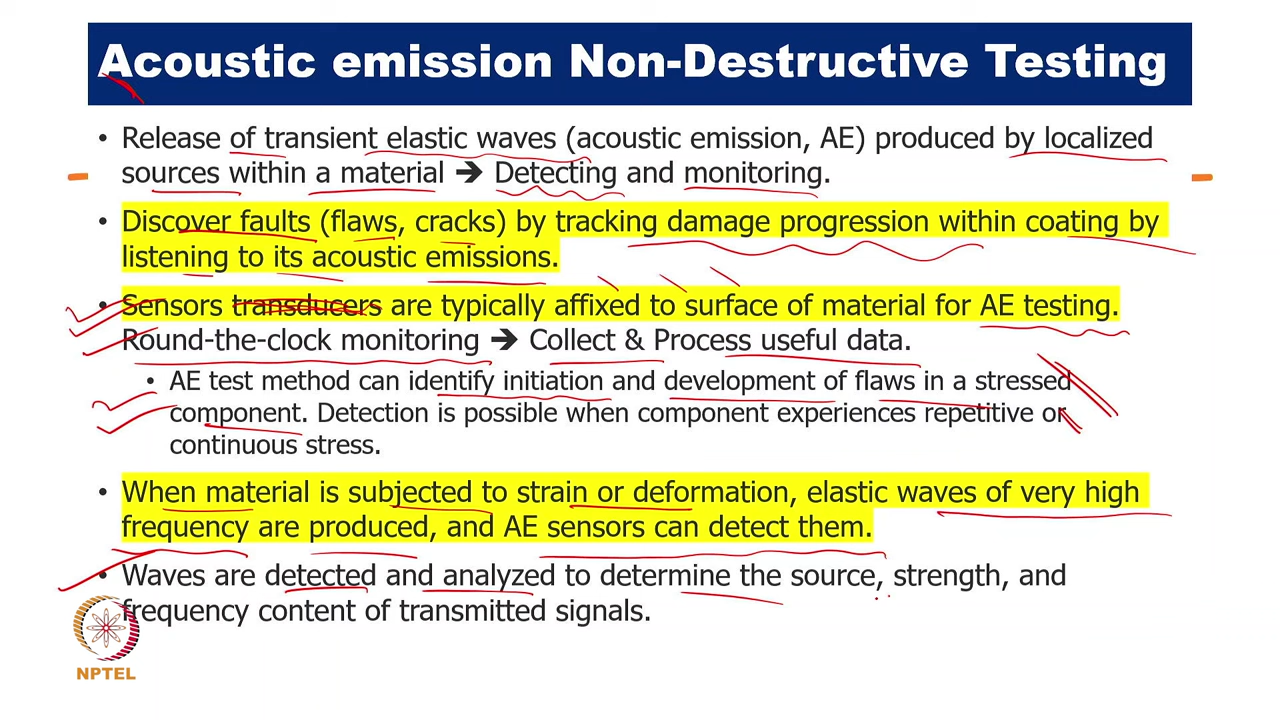 Acoustic emission Non-Destructive Testing
• Release of transient elastic waves (acoustic emission, AE) produced by localized
sources within a material ➔ Detecting and monitoring.
• Discover faults (flaws, cracks) by tracking damage progression within coating by
listening to its acoustic emissions.
• Sensors transducers are typically affixed to surface of material for AE testing.
Round-the-clock monitoring ➔ Collect & Process useful data.
• AE test method can identify initiation and development of flaws in a stressed
component. Detection is possible when component experiences repetitive or
continuous stress.
• When material is subjected to strain or deformation, elastic waves of very high
frequency are produced, and AE sensors can detect them.
• Waves are detected and analyzed to determine the source, strength, and
frequency content of transmitted signals.
NPTEL